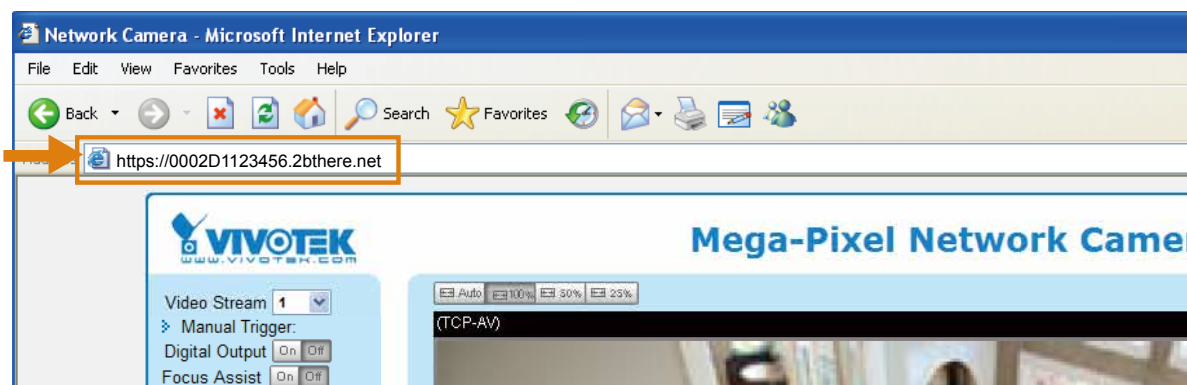 Network Camera - Microsoft Internet Explorer
File Edit View Favorites Tools Help
Back Search Favorites
https://0002D1123456.2bthere.net
VIVOTEK
www.vivotek.com
Mega-Pixel Network Came
Video Stream 1
Auto 100% 50% 25%
Manual Trigger:
(TCP-AV)
Digital Output On Off
Focus Assist On Off